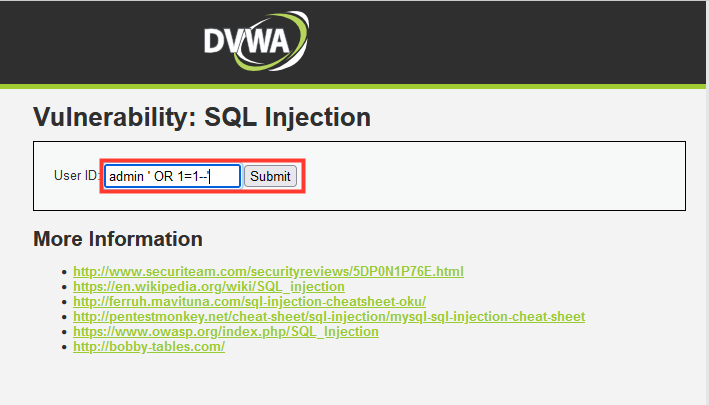 DVWA
Vulnerability: SQL Injection
User ID: admin ' OR 1=1--' Submit
More Information
http://www.securiteam.com/securityreviews/5DP0N1P76E.html
https://en.wikipedia.org/wiki/SQL_injection
http://ferruh.mavituna.com/sql-injection-cheatsheet-oku/
http://pentestmonkey.net/cheat-sheet/sql-injection/mysql-sql-injection-cheat-sheet
https://www.owasp.org/index.php/SQL_Injection
http://bobby-tables.com/